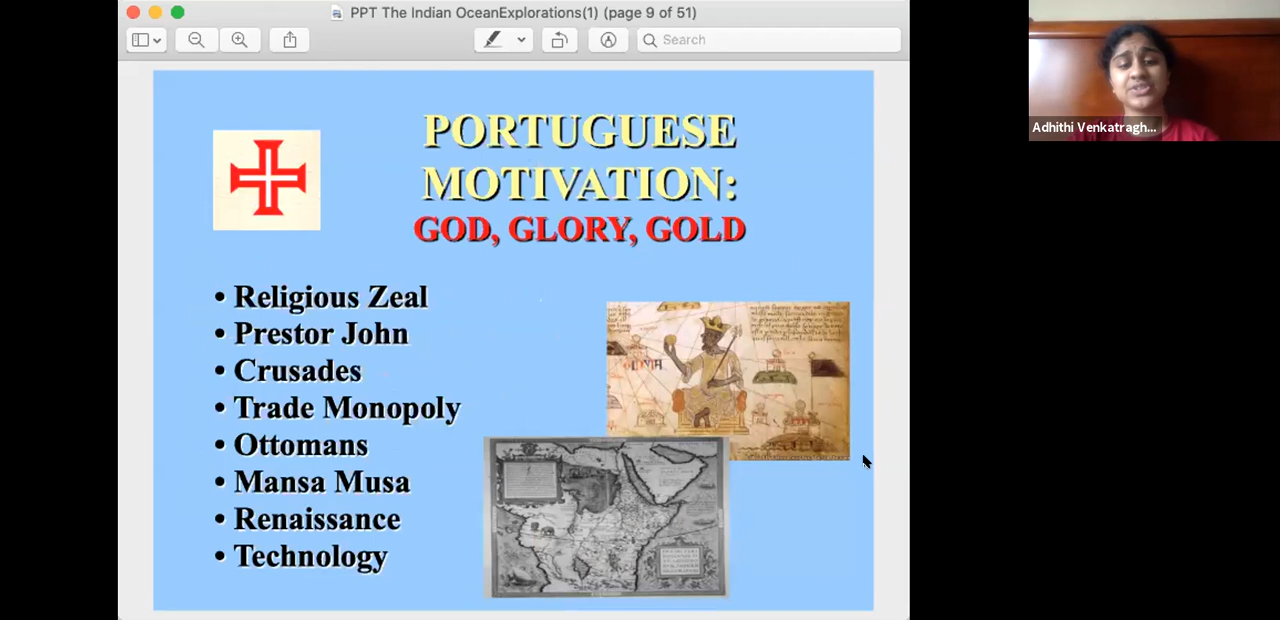 PPT The Indian OceanExplorations(1) (page 9 of 51)
Search
PORTUGUESE
MOTIVATION:
GOD, GLORY, GOLD
• Religious Zeal
• Prestor John
• Crusades
• Trade Monopoly
• Ottomans
• Mansa Musa
• Renaissance
• Technology
Adhithi Venkatragh...